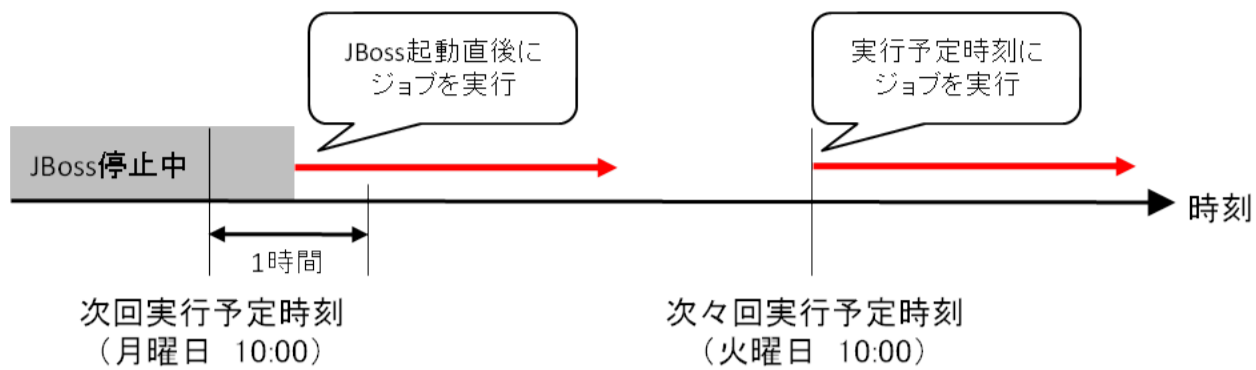 JBoss起動直後に
ジョブを実行
実行予定時刻に
ジョブを実行
JBoss停止中
時刻
1時間
次回実行予定時刻
（月曜日 10:00）
次々回実行予定時刻
（火曜日 10:00）